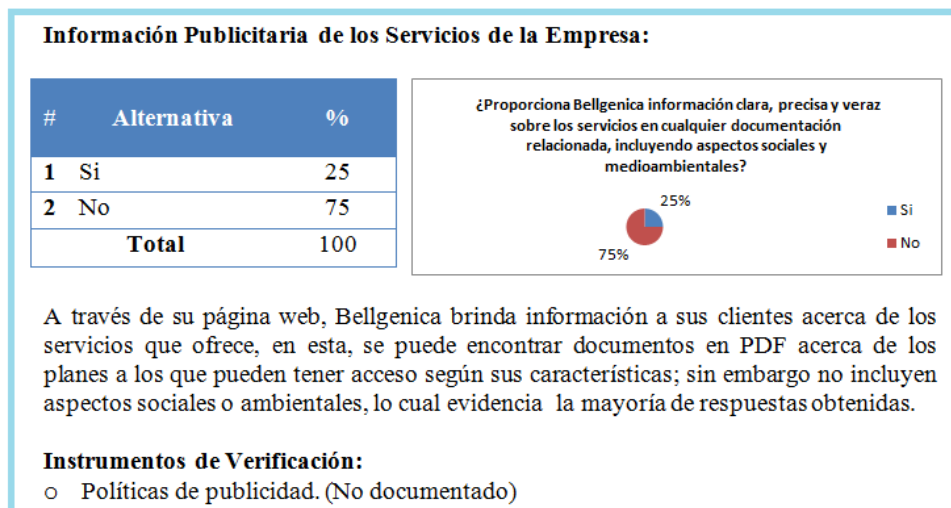 Información Publicitaria de los Servicios de la Empresa:
# Alternativa %
1 Si 25
2 No 75
Total 100
¿Proporciona Bellgenica información clara, precisa y veraz
sobre los servicios en cualquier documentación
relacionada, incluyendo aspectos sociales y
medioambientales?
25%
75%
Si
No
A través de su página web, Bellgenica brinda información a sus clientes acerca de los
servicios que ofrece, en esta, se puede encontrar documentos en PDF acerca de los
planes a los que pueden tener acceso según sus características; sin embargo no incluyen
aspectos sociales o ambientales, lo cual evidencia la mayoría de respuestas obtenidas.
Instrumentos de Verificación:
o Políticas de publicidad. (No documentado)